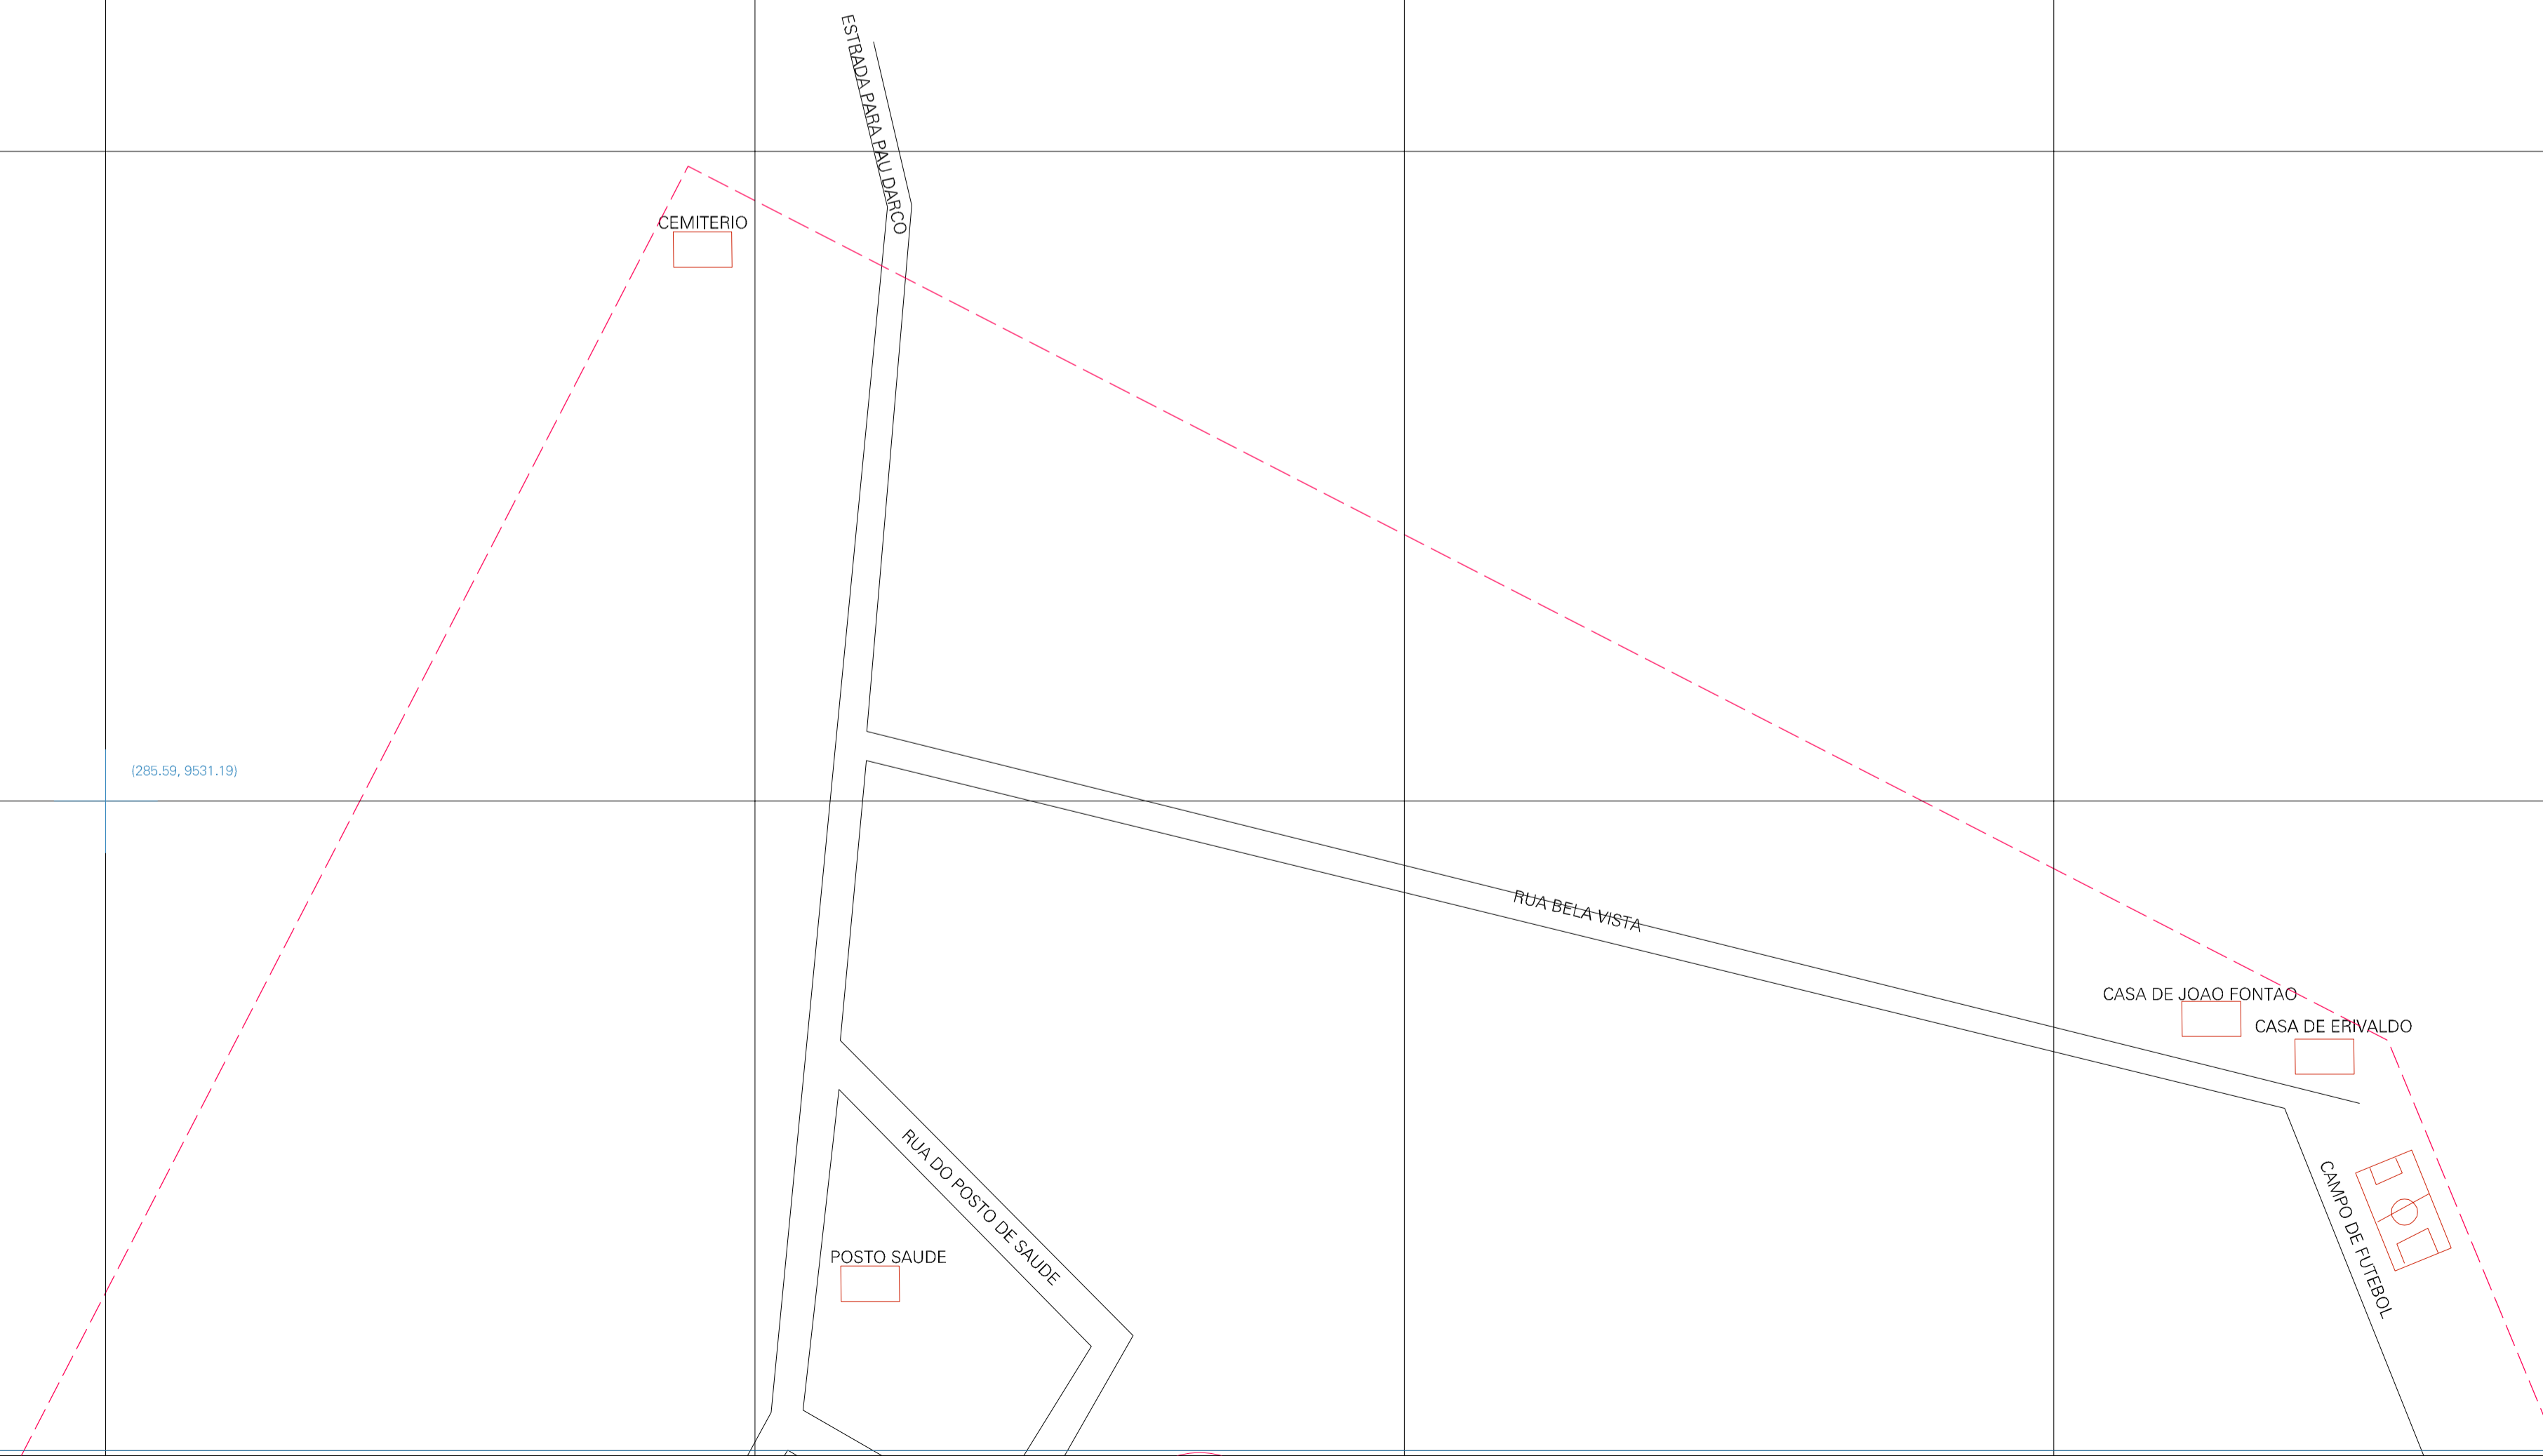 ESTRADA PARA PAU DARCO
CEMITERIO
(285.59, 9531.19)
RUA BELA VISTA
CASA DE JOAO FONTAO
CASA DE ERIVALDO
RUA DO POSTO DE SAUDE
CAMPO DE FUTEBOL
POSTO SAUDE